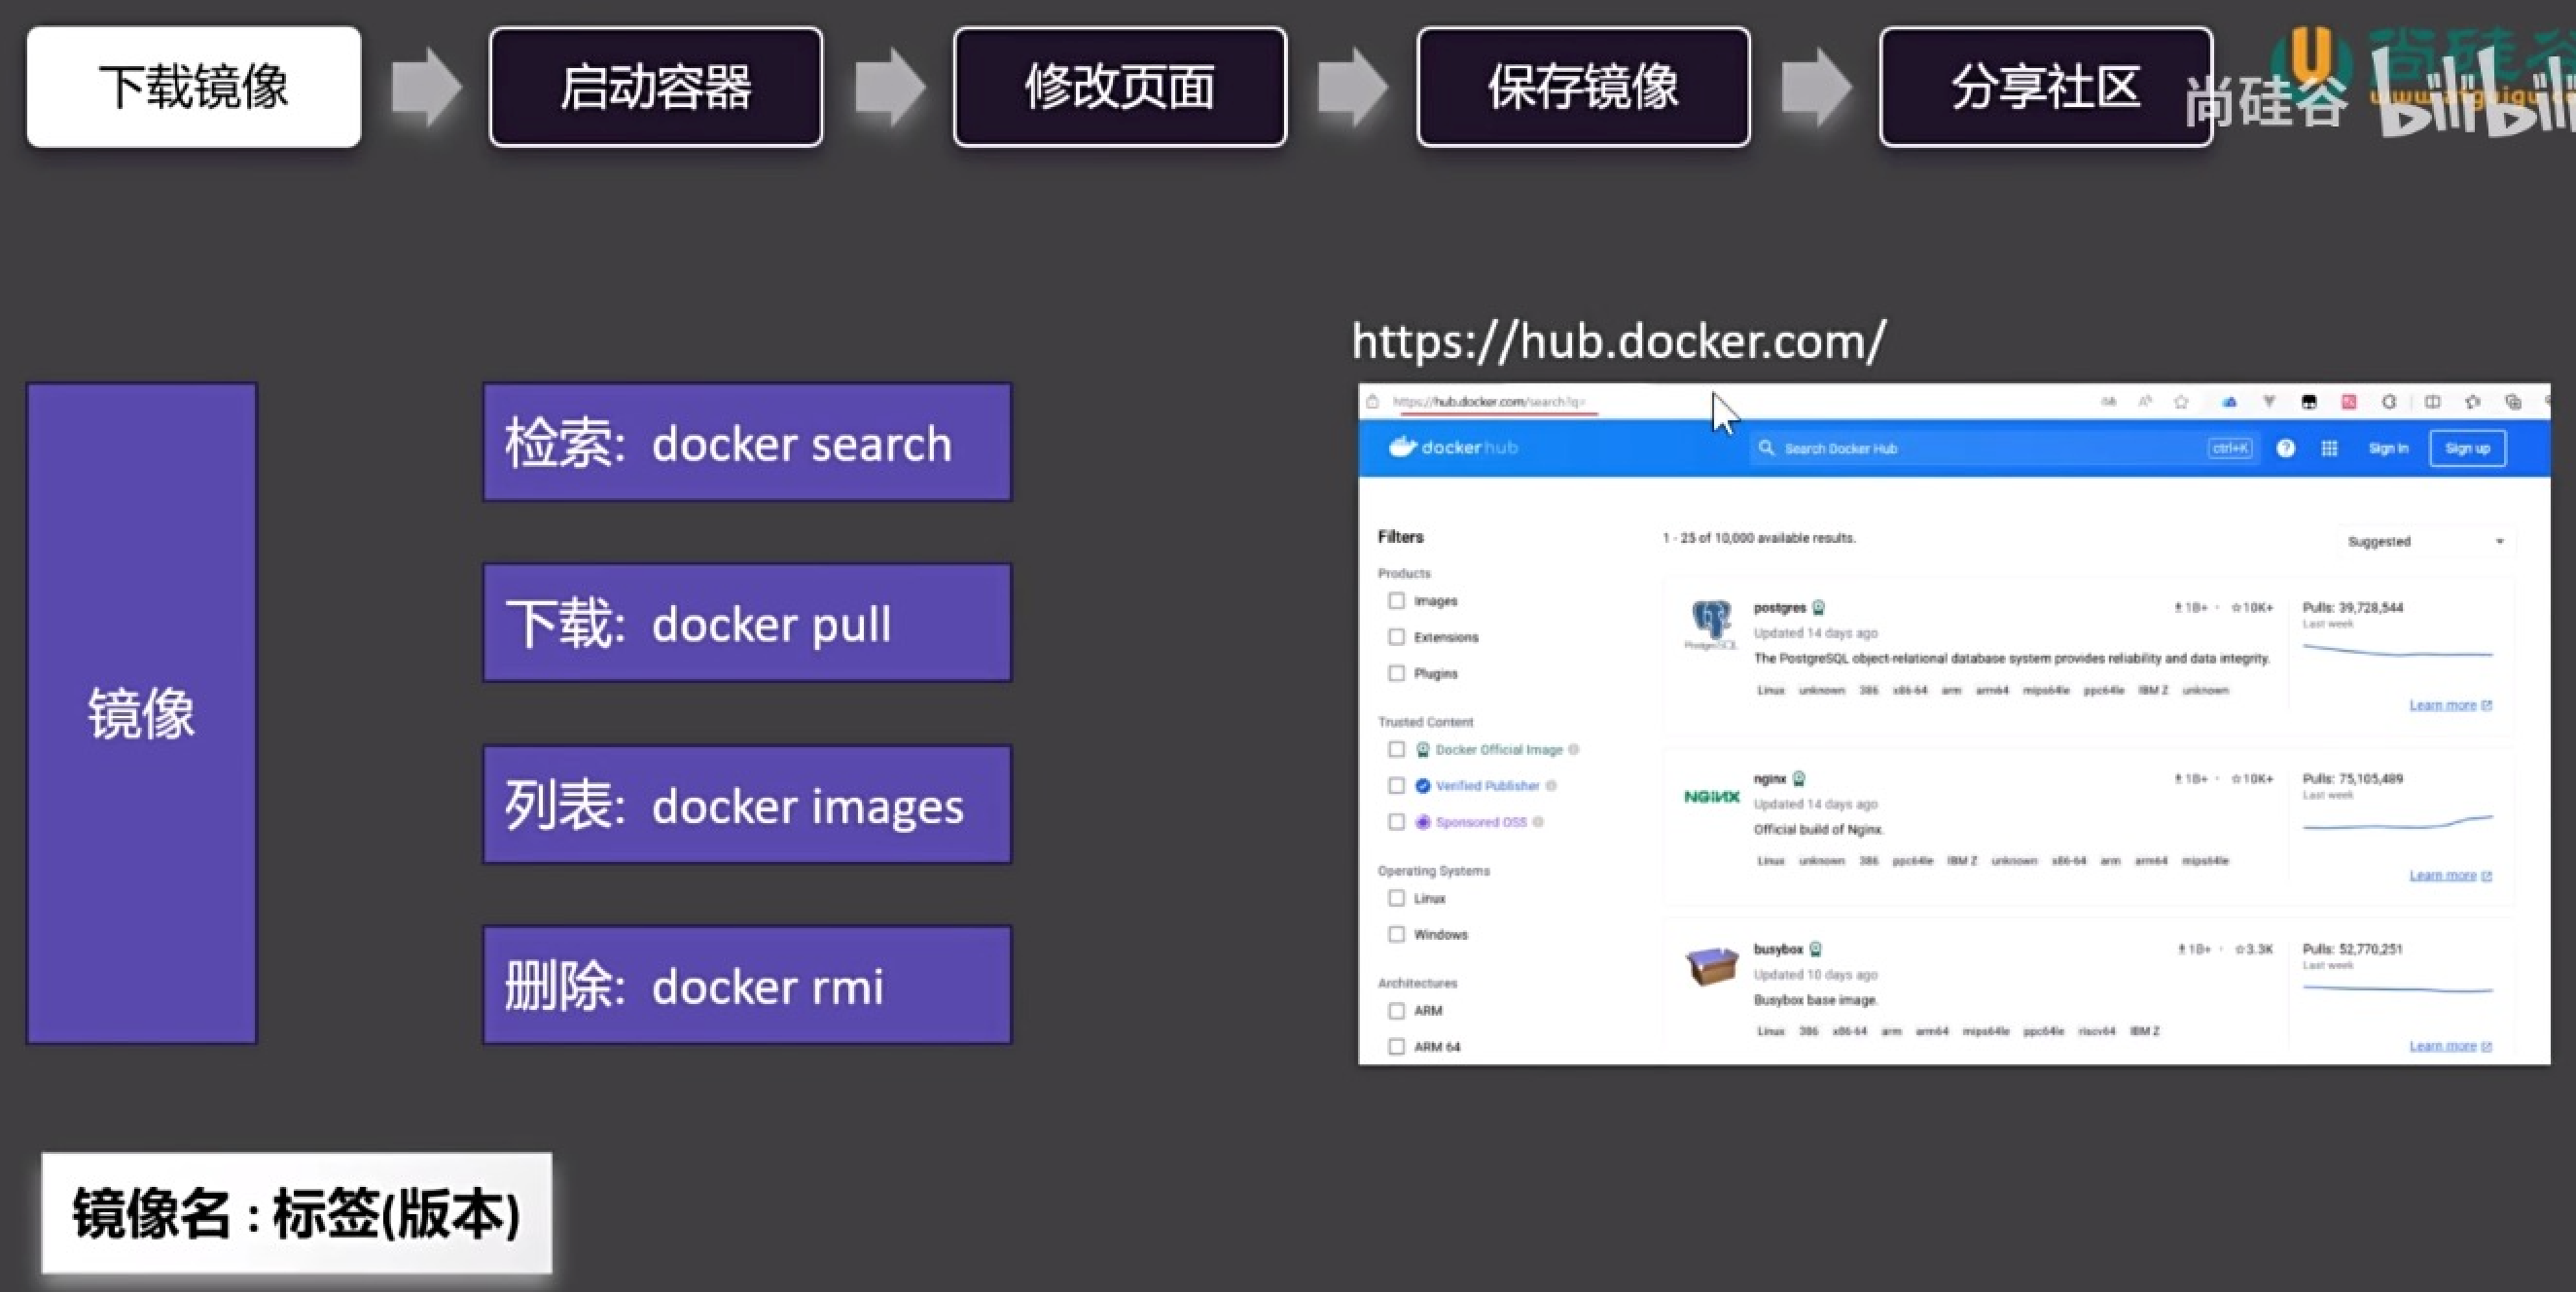 下载镜像
启动容器
修改页面
保存镜像
分享社区
尚硅谷
bilibili
镜像
检索: docker search
下载: docker pull
列表: docker images
删除: docker rmi
镜像名 : 标签(版本)
https://hub.docker.com/
https://hub.docker.com/search?q=
docker hub
Search Docker Hub
ctrl+K
Sign In
Sign up
Filters
Products
Images
Extensions
Plugins
Trusted Content
Docker Official Image
Verified Publisher
Sponsored OSS
Operating Systems
Linux
Windows
Architectures
ARM
ARM 64
1 - 25 of 10,000 available results.
Suggested
PostgreSQL
postgres
1B+ · 10K+
Updated 14 days ago
The PostgreSQL object-relational database system provides reliability and data integrity.
Linux unknown 386 x86-64 arm arm64 mips64le ppc64le IBM Z unknown
Pulls: 39,728,544
Last week
Learn more
NGINX
nginx
1B+ · 10K+
Updated 14 days ago
Official build of Nginx.
Linux unknown 386 ppc64le IBM Z unknown x86-64 arm arm64 mips64le
Pulls: 75,105,489
Last week
Learn more
busybox
1B+ · 3.3K
Updated 10 days ago
Busybox base image.
Linux 386 x86-64 arm arm64 mips64le ppc64le riscv64 IBM Z
Pulls: 52,770,251
Last week
Learn more